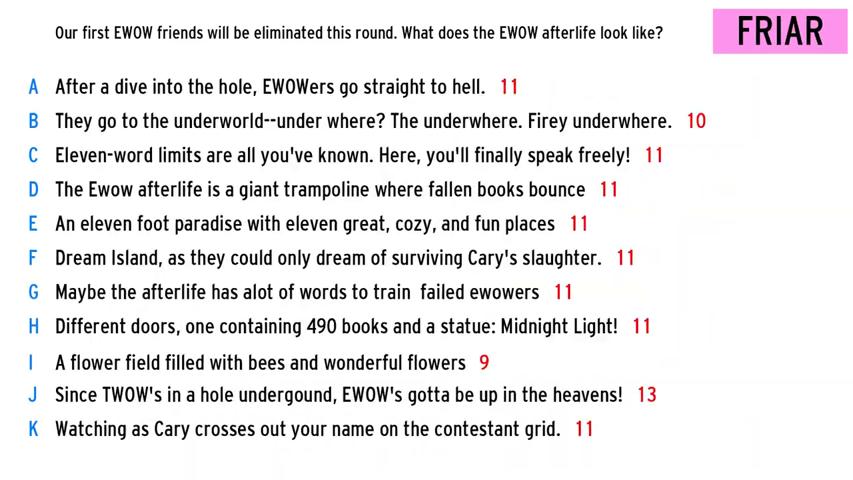 Our first EWOW friends will be eliminated this round. What does the EWOW afterlife look like?
FRIAR
A After a dive into the hole, EWOWers go straight to hell. 11
B They go to the underworld--under where? The underwhere. Firey underwhere. 10
C Eleven-word limits are all you've known. Here, you'll finally speak freely! 11
D The Ewow afterlife is a giant trampoline where fallen books bounce 11
E An eleven foot paradise with eleven great, cozy, and fun places 11
F Dream Island, as they could only dream of surviving Cary's slaughter. 11
G Maybe the afterlife has alot of words to train failed ewowers 11
H Different doors, one containing 490 books and a statue: Midnight Light! 11
I A flower field filled with bees and wonderful flowers 9
J Since TWOW's in a hole undergound, EWOW's gotta be up in the heavens! 13
K Watching as Cary crosses out your name on the contestant grid. 11